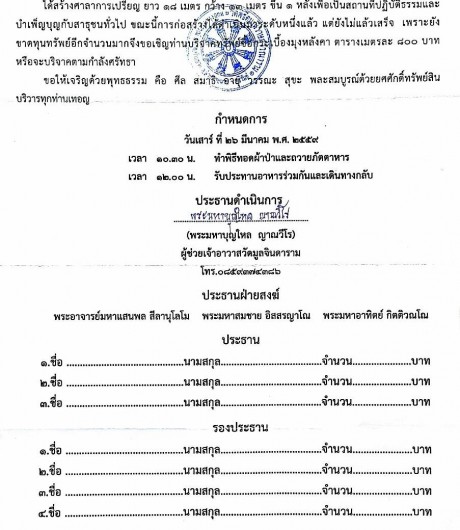 ได้สร้างศาลาการเปรียญ ยาว ๑๘ เมตร กว้าง ๑๓ เมตร ชั้น ๑ หลังเพื่อเป็นสถานที่ปฏิบัติธรรมและ
บำเพ็ญบุญกับสาธุชนทั่วไป ขณะนี้การก่อสร้างได้ดำเนินมาระดับหนึ่งแล้ว แต่ยังไม่แล้วเสร็จ เพราะยัง
ขาดทุนทรัพย์อีกจำนวนมากจึงขอเชิญท่านบริจาคทรัพย์ซื้อกระเบื้องมุงหลังคา ตารางเมตรละ ๘๐๐ บาท
หรือจะบริจาคตามกำลังศรัทธา
ขอให้เจริญด้วยพุทธธรรม คือ ศีล สมาธิ อายุ วรรณะ สุขะ พละสมบูรณ์ด้วยยศศักดิ์ทรัพย์สิน
บริวารทุกท่านเทอญ
กำหนดการ
วันเสาร์ ที่ ๒๖ มีนาคม พ.ศ. ๒๕๕๙
เวลา ๑๐.๓๐ น. ทำพิธีทอดผ้าป่าและถวายภัตตาหาร
เวลา ๑๒.๐๐ น. รับประทานอาหารร่วมกันและเดินทางกลับ
ประธานดำเนินการ
พระมหาบุญไหล ญาณวีโร
(พระมหาบุญไหล ญาณวีโร)
ผู้ช่วยเจ้าอาวาสวัดมูลจินดาราม
โทร.๐๘๕๙๓๗๔๓๘๖
ประธานฝ่ายสงฆ์
พระอาจารย์มหาแสนพล สีลานุโลโม พระมหาสมชาย อิสสรญาโณ พระมหาอาทิตย์ กิตติวณโณ
ประธาน
๑.ชื่อ ..........นามสกุล..........จำนวน..........บาท
๒.ชื่อ ..........นามสกุล..........จำนวน..........บาท
๓.ชื่อ ..........นามสกุล..........จำนวน..........บาท
รองประธาน
๑.ชื่อ ..........นามสกุล..........จำนวน..........บาท
๒.ชื่อ ..........นามสกุล..........จำนวน..........บาท
๓.ชื่อ ..........นามสกุล..........จำนวน..........บาท
๔.ชื่อ ..........นามสกุล..........จำนวน..........บาท